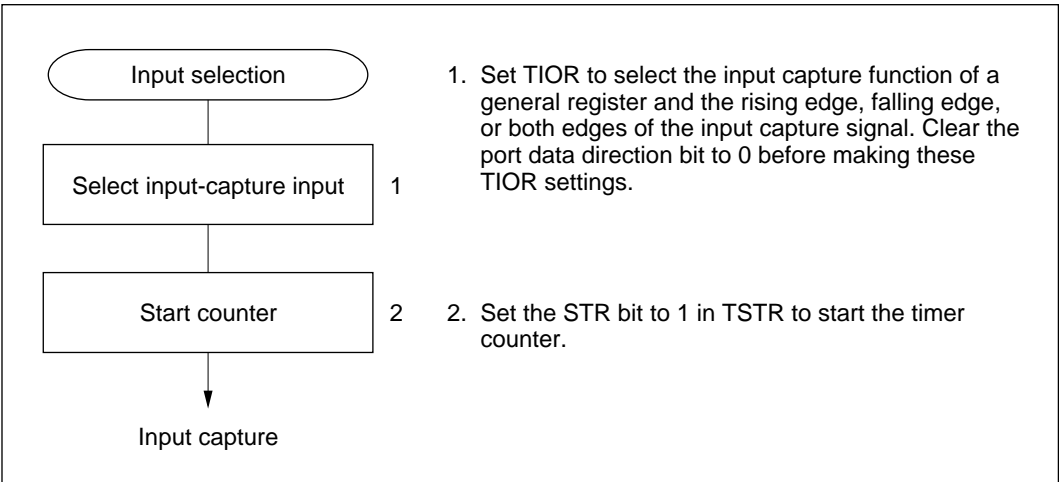 Input selection
Select input-capture input
1
Start counter
2
Input capture
1. Set TIOR to select the input capture function of a
general register and the rising edge, falling edge,
or both edges of the input capture signal. Clear the
port data direction bit to 0 before making these
TIOR settings.
2. Set the STR bit to 1 in TSTR to start the timer
counter.